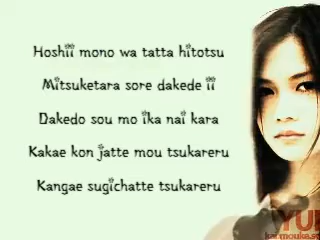 Hoshii mono wa tatta hitotsu
Mitsuketara sore dakede ii
Dakedo sou mo ika nai kara
Kakae kon jatte mou tsukareru
Kangae sugichatte tsukareru
YUI